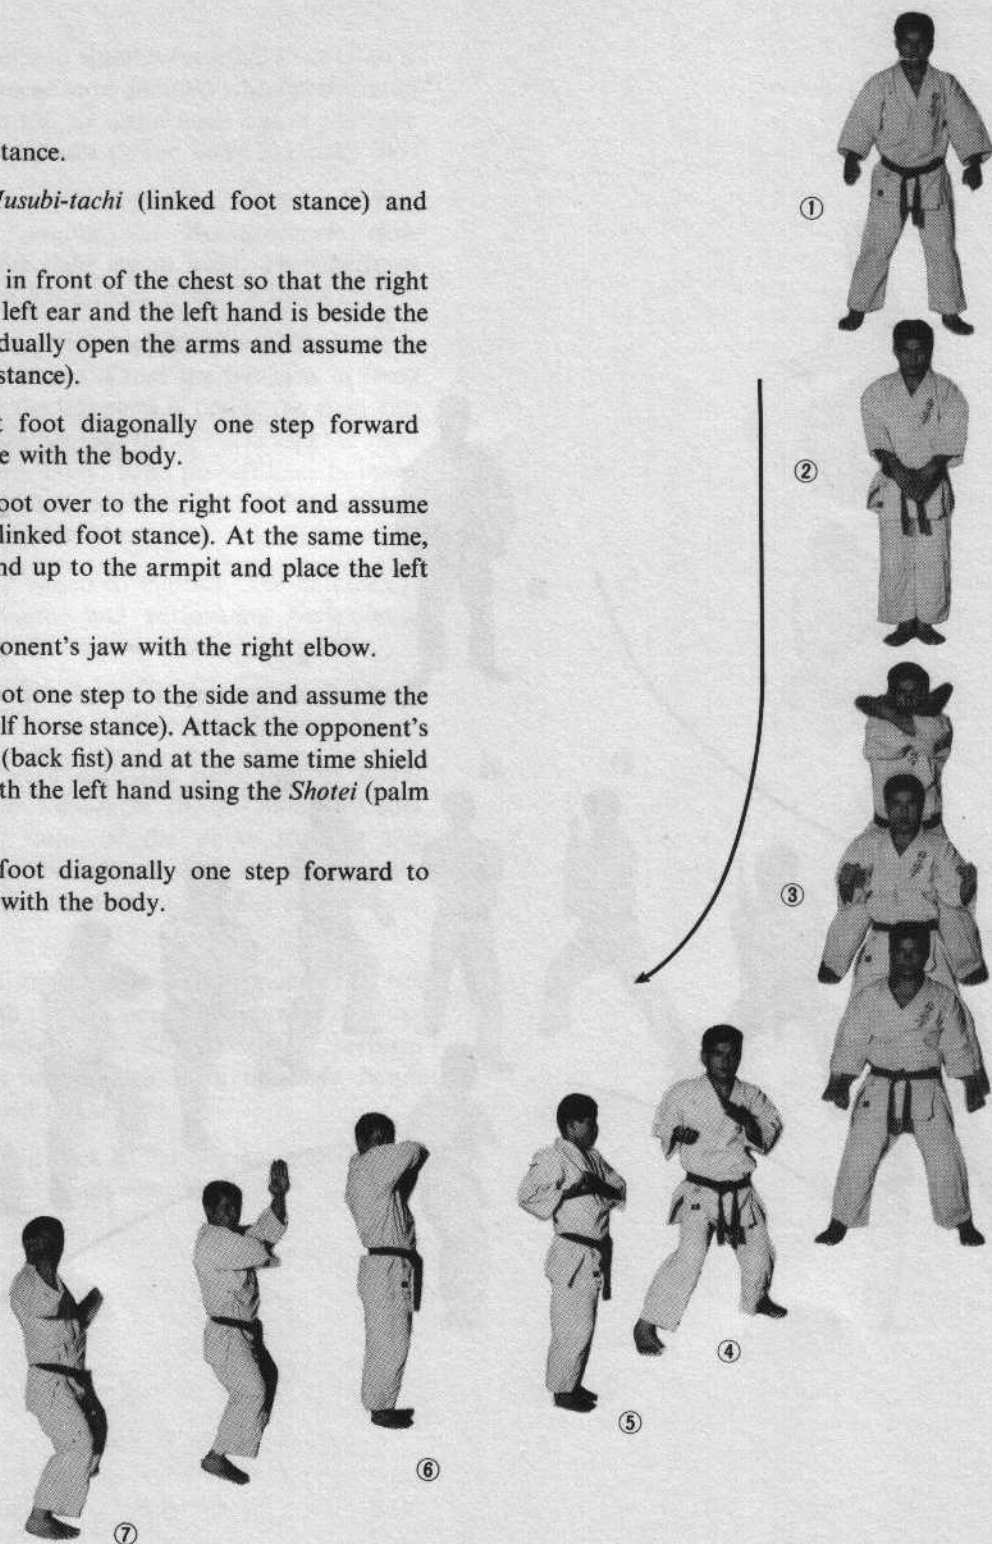 tance.
usubi-tachi (linked foot stance) and
in front of the chest so that the right
left ear and the left hand is beside the
dually open the arms and assume the
stance).
foot diagonally one step forward
e with the body.
oot over to the right foot and assume
linked foot stance). At the same time,
nd up to the armpit and place the left
onent's jaw with the right elbow.
ot one step to the side and assume the
lf horse stance). Attack the opponent's
(back fist) and at the same time shield
th the left hand using the Shotei (palm
foot diagonally one step forward to
with the body.
①
②
③
④
⑤
⑥
⑦